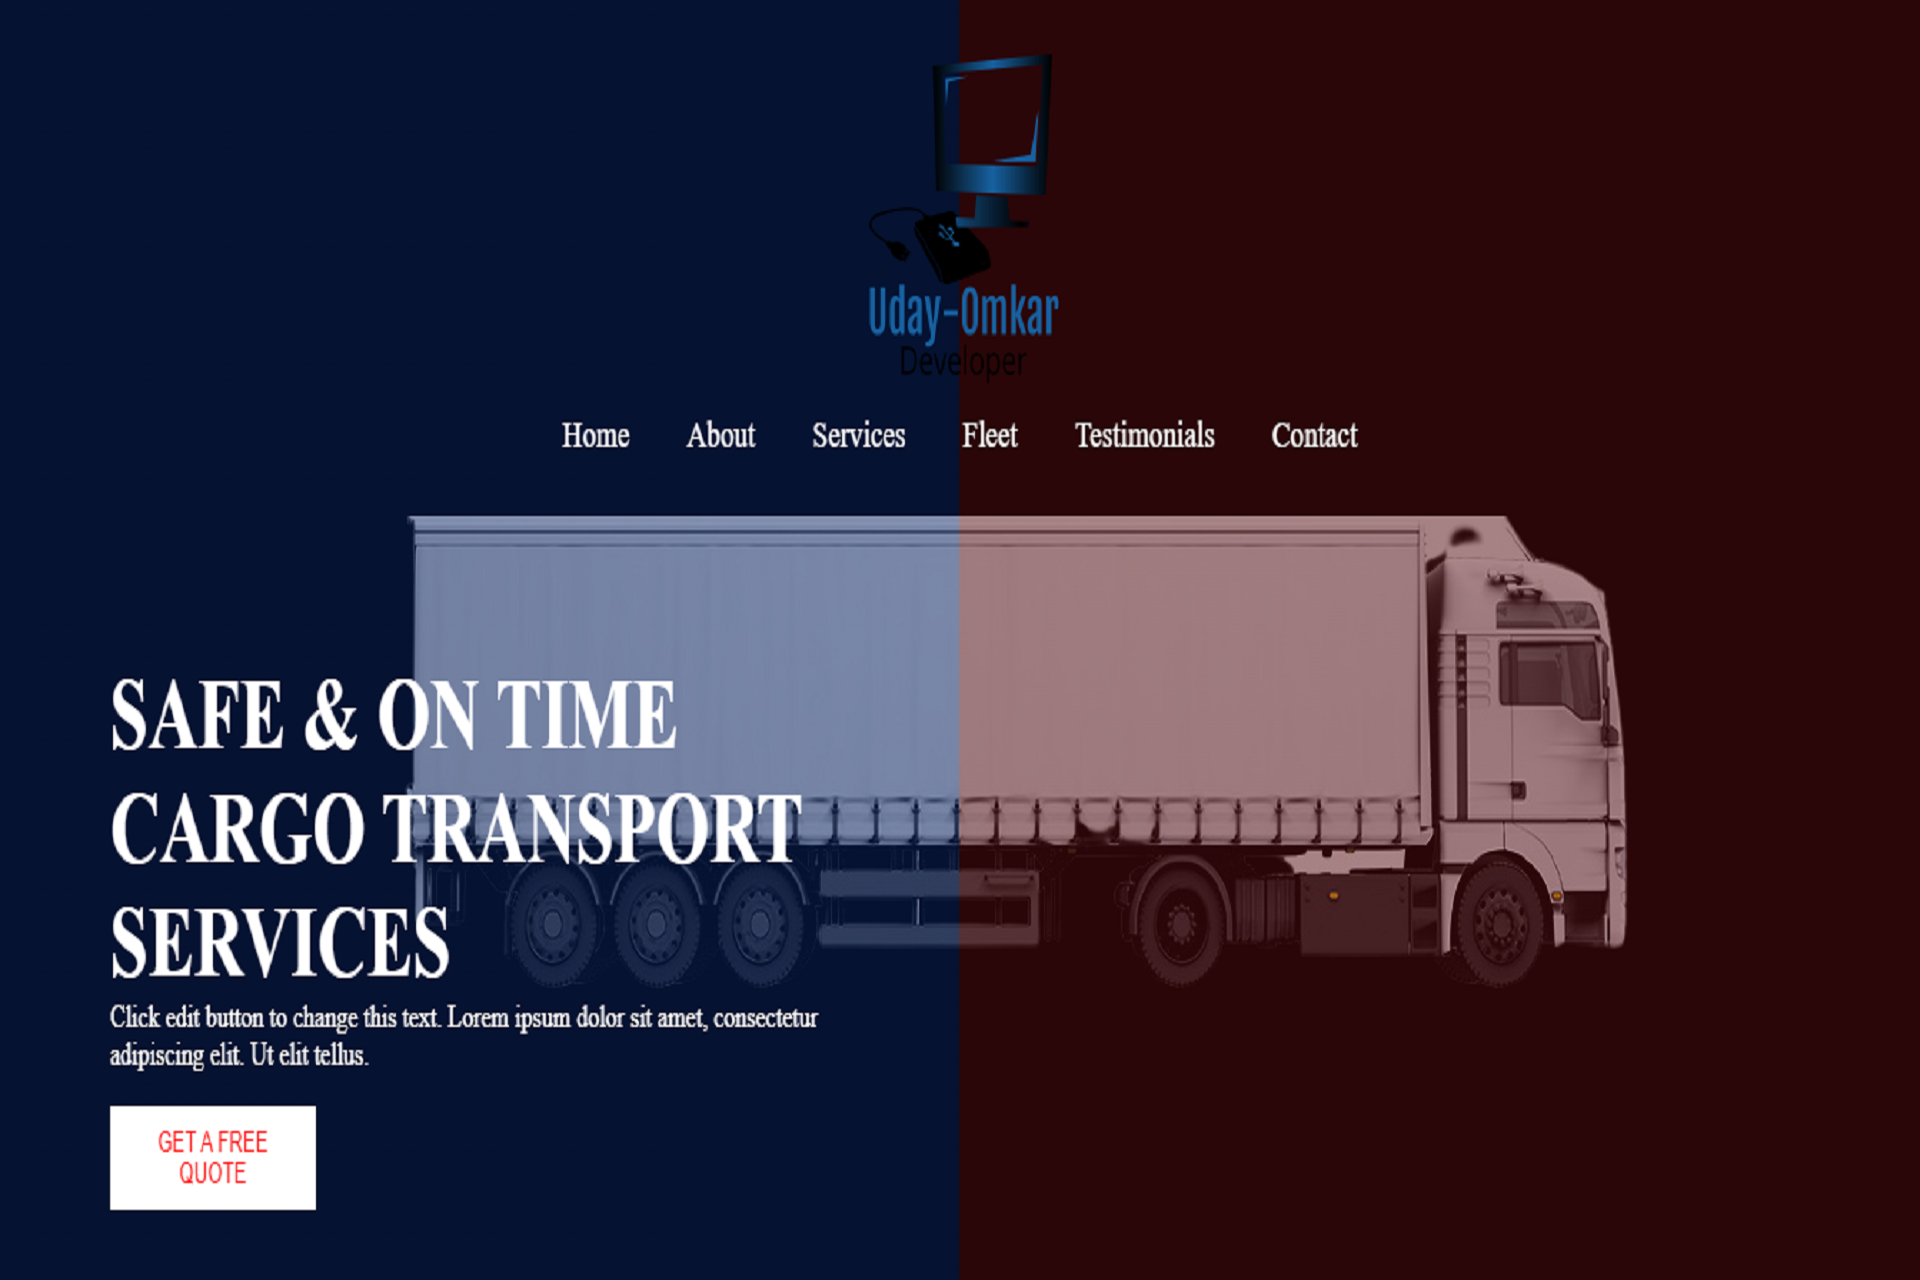 Uday-Omkar
Developer
Home About Services Fleet Testimonials Contact
SAFE & ON TIME
CARGO TRANSPORT
SERVICES
Click edit button to change this text. Lorem ipsum dolor sit amet, consectetur
adipiscing elit. Ut elit tellus.
GET A FREE
QUOTE